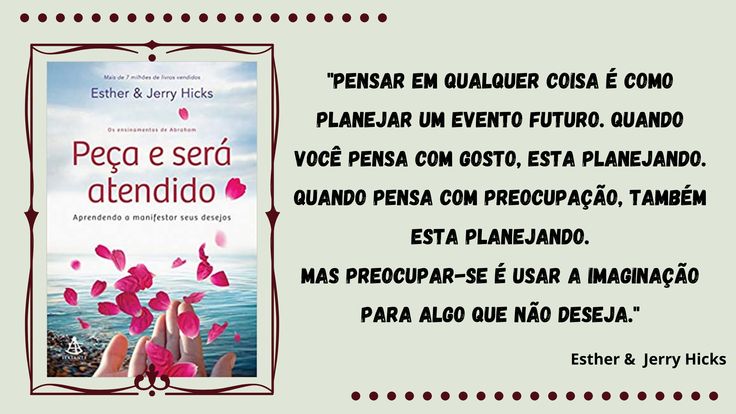 Mais de 7 milhões de livros vendidos
Esther & Jerry Hicks
Os ensinamentos de Abraham
Peça e será
atendido
Aprendendo a manifestar seus desejos
SEXTANTE
"PENSAR EM QUALQUER COISA É COMO
PLANEJAR UM EVENTO FUTURO. QUANDO
VOCÊ PENSA COM GOSTO, ESTA PLANEJANDO.
QUANDO PENSA COM PREOCUPAÇÃO, TAMBÉM
ESTA PLANEJANDO.
MAS PREOCUPAR-SE É USAR A IMAGINAÇÃO
PARA ALGO QUE NÃO DESEJA."
Esther & Jerry Hicks